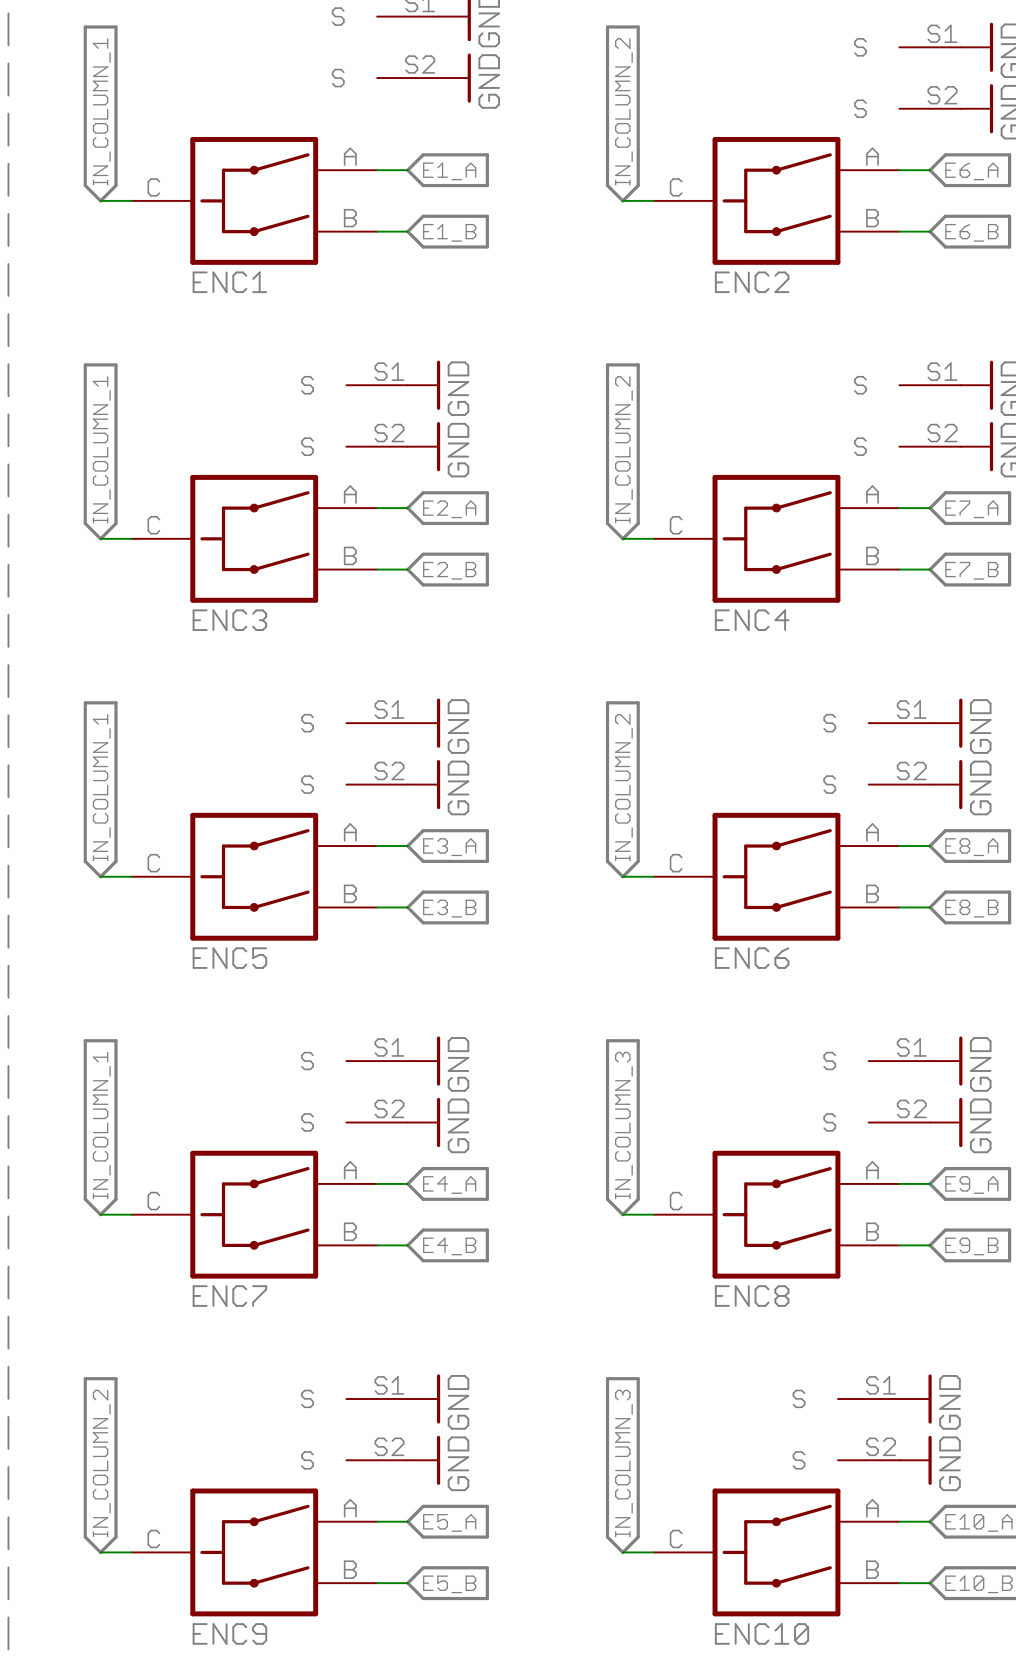 S S1 GND
S S2 GND
IN_COLUMN_1
C A E1_A
B E1_B
ENC1
S S1 GND
S S2 GND
IN_COLUMN_2
C A E6_A
B E6_B
ENC2
S S1 GND
S S2 GND
IN_COLUMN_1
C A E2_A
B E2_B
ENC3
S S1 GND
S S2 GND
IN_COLUMN_2
C A E7_A
B E7_B
ENC4
S S1 GND
S S2 GND
IN_COLUMN_1
C A E3_A
B E3_B
ENC5
S S1 GND
S S2 GND
IN_COLUMN_2
C A E8_A
B E8_B
ENC6
S S1 GND
S S2 GND
IN_COLUMN_1
C A E4_A
B E4_B
ENC7
S S1 GND
S S2 GND
IN_COLUMN_3
C A E9_A
B E9_B
ENC8
S S1 GND
S S2 GND
IN_COLUMN_2
C A E5_A
B E5_B
ENC9
S S1 GND
S S2 GND
IN_COLUMN_3
C A E10_A
B E10_B
ENC10